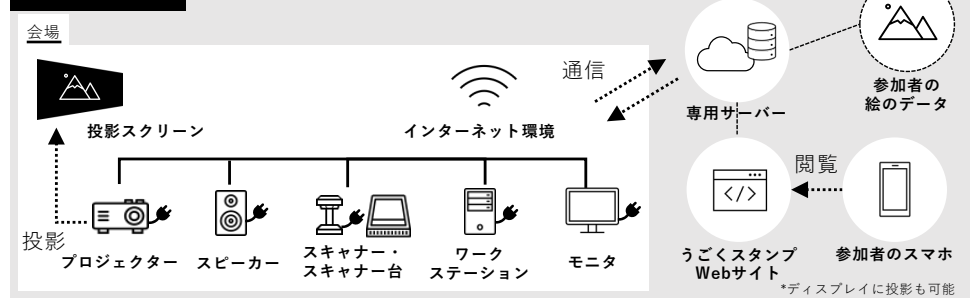 会場
通信
投影スクリーン
インターネット環境
専用サーバー
参加者の
絵のデータ
閲覧
</>
投影
プロジェクター
スピーカー
スキャナー・
スキャナー台
ワーク
ステーション
モニタ
うごくスタンプ
Webサイト
参加者のスマホ
*ディスプレイに投影も可能